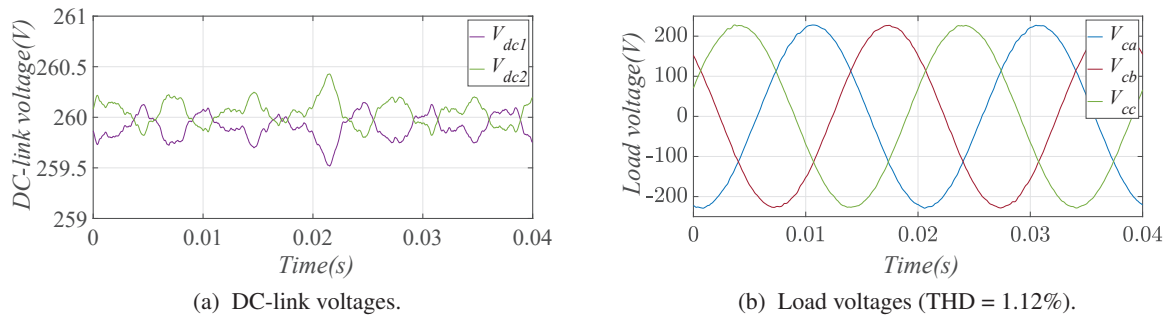 261
260.5
260
259.5
259
DC-link voltage(V)
V_dc1
V_dc2
0 0.01 0.02 0.03 0.04
Time(s)
(a) DC-link voltages.
200
100
0
-100
-200
Load voltage(V)
V_ca
V_cb
V_cc
0 0.01 0.02 0.03 0.04
Time(s)
(b) Load voltages (THD = 1.12%).